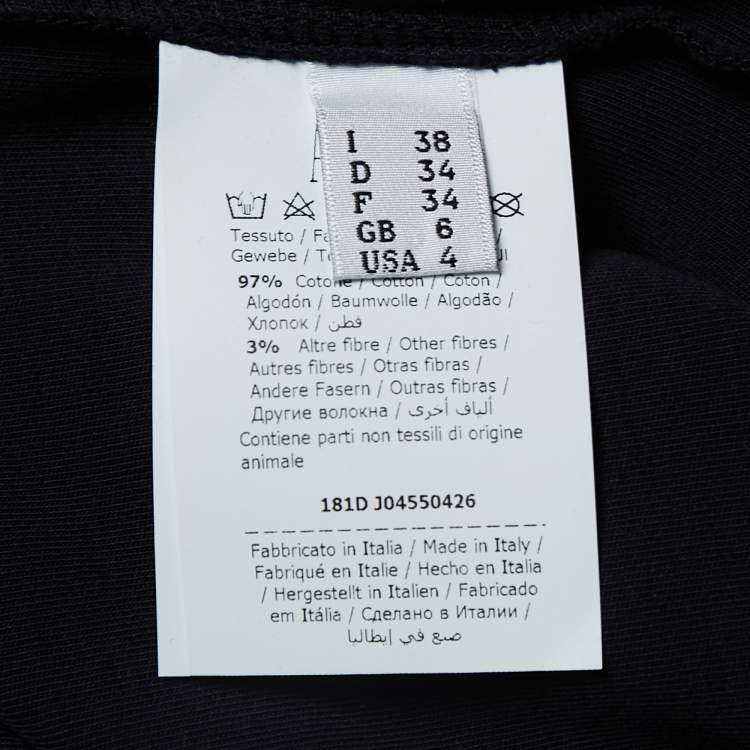 I 38
D 34
F 34
GB 6
USA 4
Tessuto /
Gewebe /
97% Cotone / Cotton / Coton /
Algodón / Baumwolle / Algodão /
Хлопок / قطن
3% Altre fibre / Other fibres /
Autres fibres / Otras fibras /
Andere Fasern / Outras fibras /
Другие волокна / ألياف أخرى
Contiene parti non tessili di origine
animale
181D J04550426
Fabbricato in Italia / Made in Italy /
Fabriqué en Italie / Hecho en Italia
/ Hergestellt in Italien / Fabricado
em Itália / Сделано в Италии /
صنع في إيطاليا